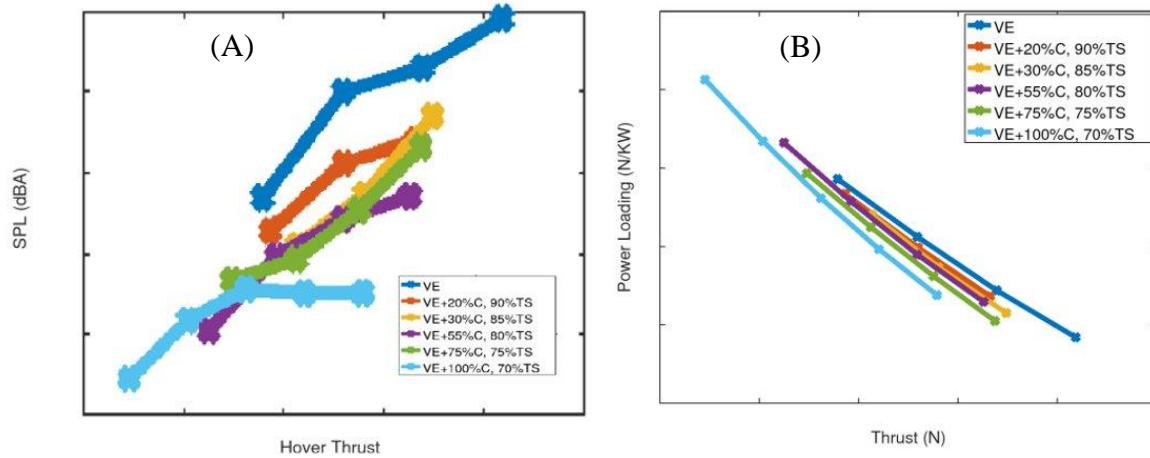 (A)
SPL (dBA)
VE
VE+20%C, 90%TS
VE+30%C, 85%TS
VE+55%C, 80%TS
VE+75%C, 75%TS
VE+100%C, 70%TS
Hover Thrust
(B)
Power Loading (N/KW)
VE
VE+20%C, 90%TS
VE+30%C, 85%TS
VE+55%C, 80%TS
VE+75%C, 75%TS
VE+100%C, 70%TS
Thrust (N)